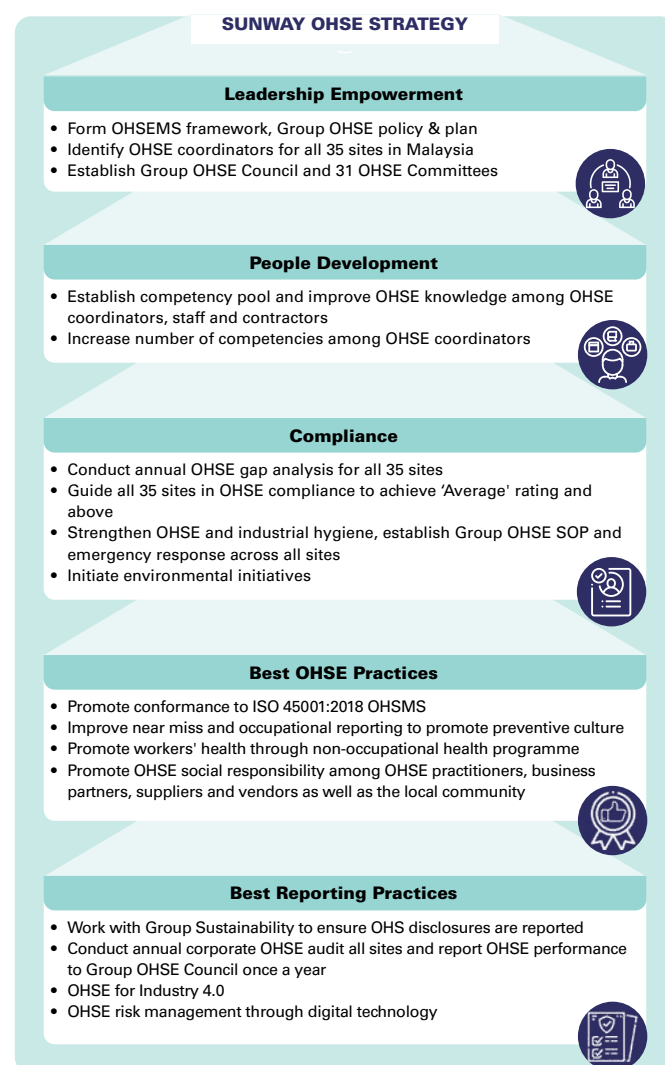 SUNWAY OHSE STRATEGY
Leadership Empowerment
• Form OHSEMS framework, Group OHSE policy & plan
• Identify OHSE coordinators for all 35 sites in Malaysia
• Establish Group OHSE Council and 31 OHSE Committees
People Development
• Establish competency pool and improve OHSE knowledge among OHSE
coordinators, staff and contractors
• Increase number of competencies among OHSE coordinators
Compliance
• Conduct annual OHSE gap analysis for all 35 sites
• Guide all 35 sites in OHSE compliance to achieve ‘Average' rating and
above
• Strengthen OHSE and industrial hygiene, establish Group OHSE SOP and
emergency response across all sites
• Initiate environmental initiatives
Best OHSE Practices
• Promote conformance to ISO 45001:2018 OHSMS
• Improve near miss and occupational reporting to promote preventive culture
• Promote workers' health through non-occupational health programme
• Promote OHSE social responsibility among OHSE practitioners, business
partners, suppliers and vendors as well as the local community
Best Reporting Practices
• Work with Group Sustainability to ensure OHS disclosures are reported
• Conduct annual corporate OHSE audit all sites and report OHSE performance
to Group OHSE Council once a year
• OHSE for Industry 4.0
• OHSE risk management through digital technology